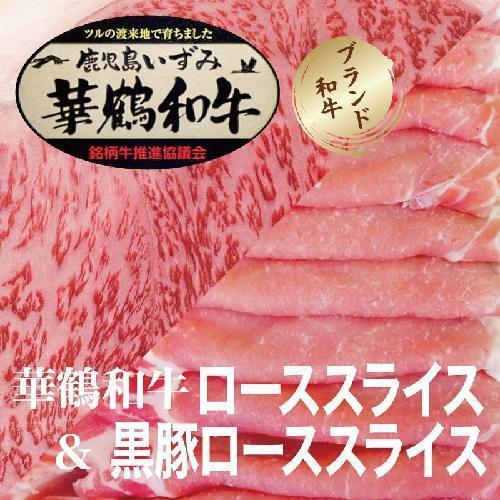 ツルの渡来地で育ちました
鹿児島いずみ
華鶴和牛
銘柄牛推進協議会
ブランド
和牛
華鶴和牛 ローススライス
& 黒豚ローススライス